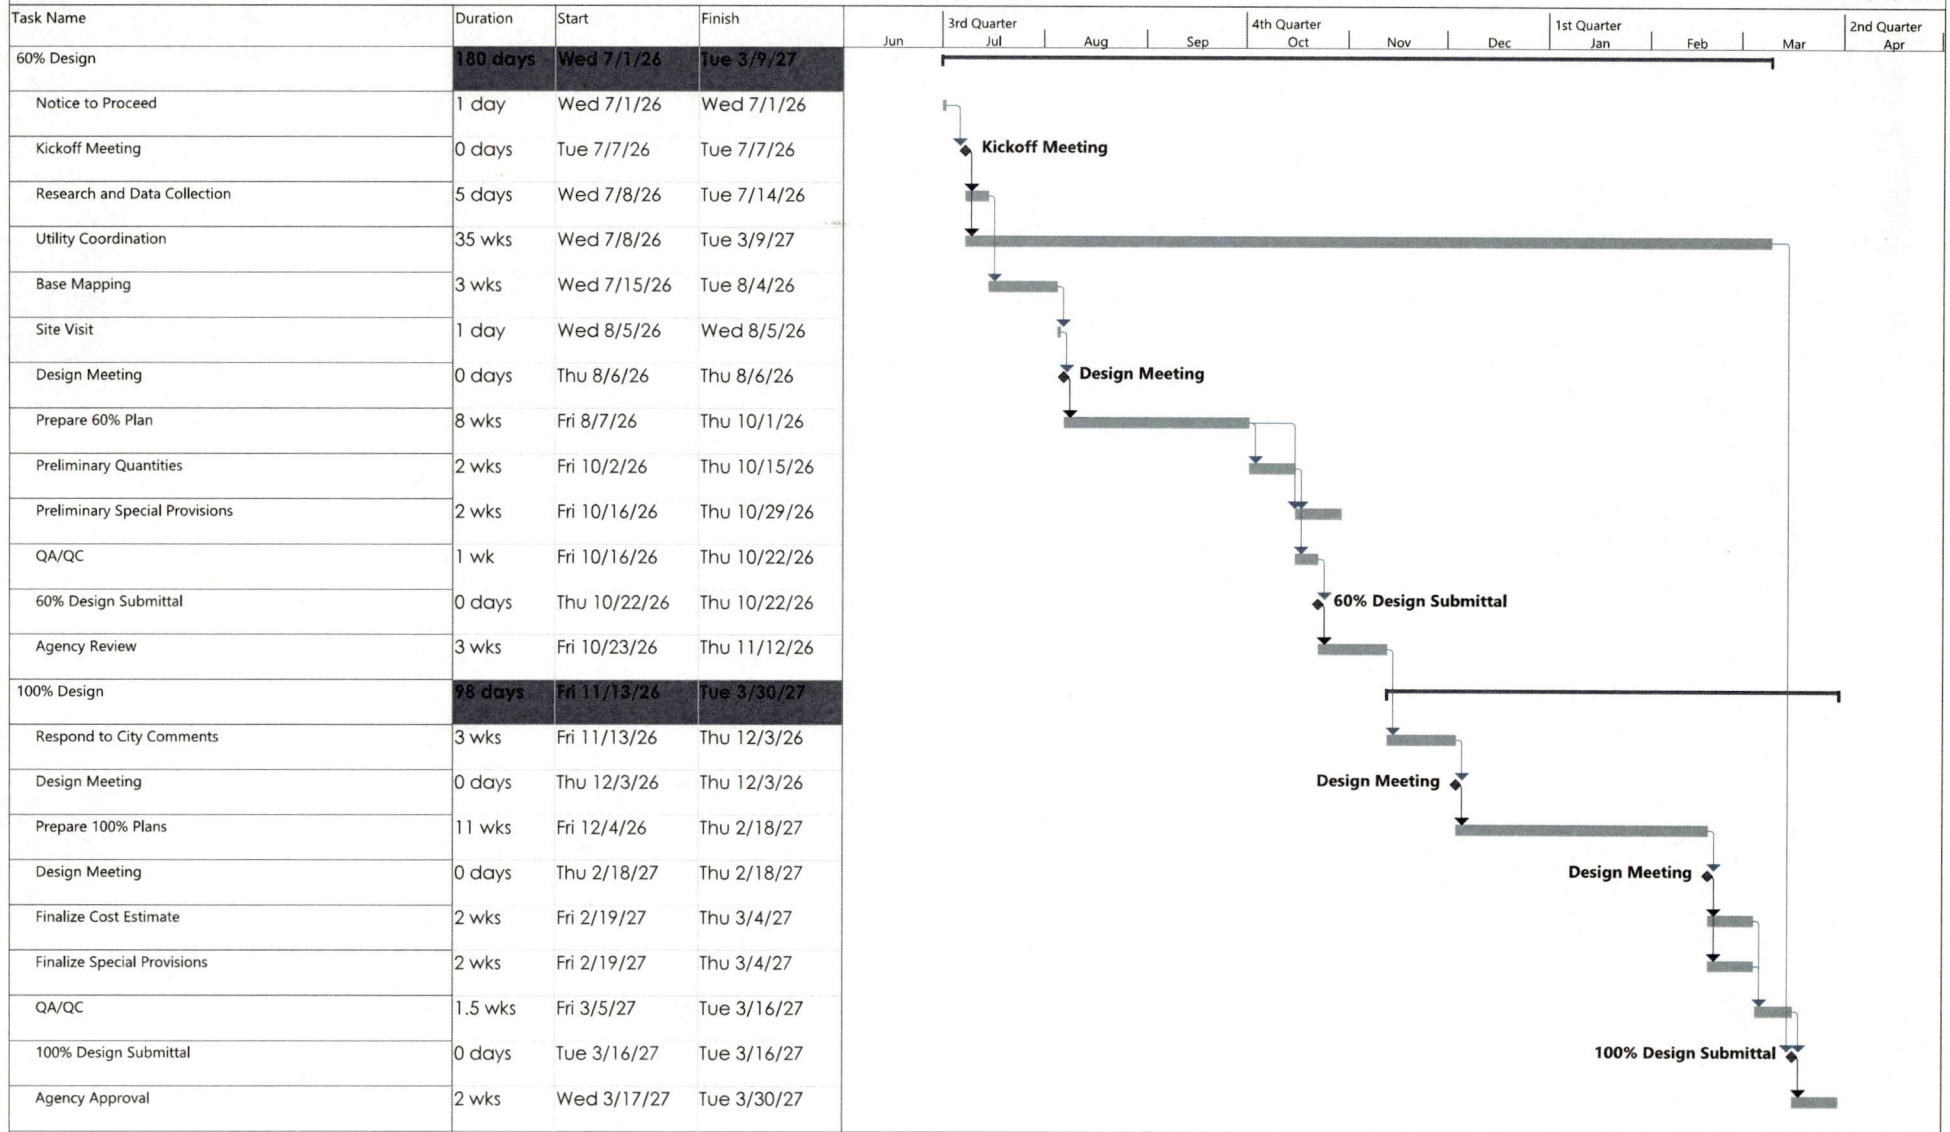 Task Name Duration Start Finish
3rd Quarter 4th Quarter 1st Quarter 2nd Quarter
Jun Jul Aug Sep Oct Nov Dec Jan Feb Mar Apr
60% Design 180 days Wed 7/1/26 Tue 3/9/27
Notice to Proceed 1 day Wed 7/1/26 Wed 7/1/26
Kickoff Meeting 0 days Tue 7/7/26 Tue 7/7/26 Kickoff Meeting
Research and Data Collection 5 days Wed 7/8/26 Tue 7/14/26
Utility Coordination 35 wks Wed 7/8/26 Tue 3/9/27
Base Mapping 3 wks Wed 7/15/26 Tue 8/4/26
Site Visit 1 day Wed 8/5/26 Wed 8/5/26
Design Meeting 0 days Thu 8/6/26 Thu 8/6/26 Design Meeting
Prepare 60% Plan 8 wks Fri 8/7/26 Thu 10/1/26
Preliminary Quantities 2 wks Fri 10/2/26 Thu 10/15/26
Preliminary Special Provisions 2 wks Fri 10/16/26 Thu 10/29/26
QA/QC 1 wk Fri 10/16/26 Thu 10/22/26
60% Design Submittal 0 days Thu 10/22/26 Thu 10/22/26 60% Design Submittal
Agency Review 3 wks Fri 10/23/26 Thu 11/12/26
100% Design 98 days Fri 11/13/26 Tue 3/30/27
Respond to City Comments 3 wks Fri 11/13/26 Thu 12/3/26
Design Meeting 0 days Thu 12/3/26 Thu 12/3/26 Design Meeting
Prepare 100% Plans 11 wks Fri 12/4/26 Thu 2/18/27
Design Meeting 0 days Thu 2/18/27 Thu 2/18/27 Design Meeting
Finalize Cost Estimate 2 wks Fri 2/19/27 Thu 3/4/27
Finalize Special Provisions 2 wks Fri 2/19/27 Thu 3/4/27
QA/QC 1.5 wks Fri 3/5/27 Tue 3/16/27
100% Design Submittal 0 days Tue 3/16/27 Tue 3/16/27 100% Design Submittal
Agency Approval 2 wks Wed 3/17/27 Tue 3/30/27